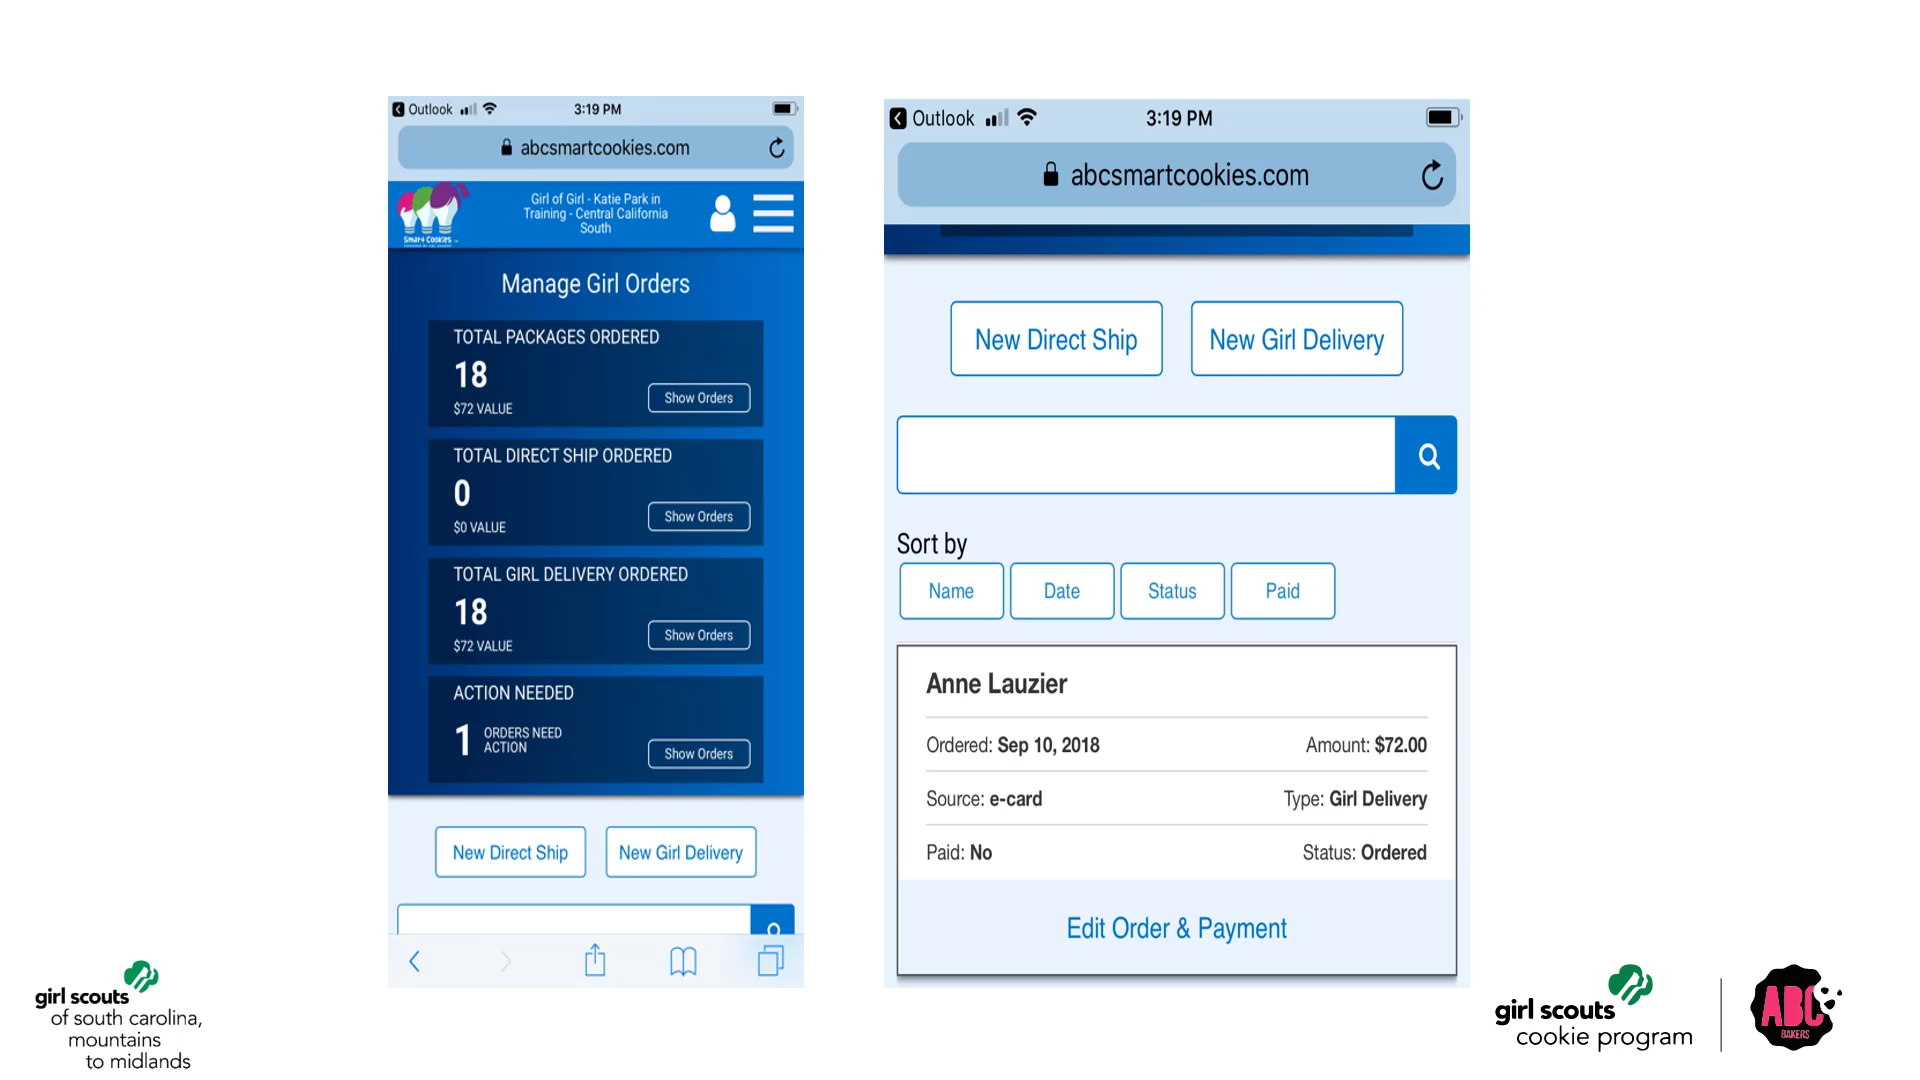 Outlook
3:19 PM
abcsmartcookies.com
Smart Cookies
Girl of Girl - Katie Park in
Training - Central California
South
Manage Girl Orders
TOTAL PACKAGES ORDERED
18
$72 VALUE
Show Orders
TOTAL DIRECT SHIP ORDERED
0
$0 VALUE
Show Orders
TOTAL GIRL DELIVERY ORDERED
18
$72 VALUE
Show Orders
ACTION NEEDED
1 ORDERS NEED
ACTION
Show Orders
New Direct Ship New Girl Delivery
Outlook
3:19 PM
abcsmartcookies.com
New Direct Ship New Girl Delivery
Sort by
Name Date Status Paid
Anne Lauzier
Ordered: Sep 10, 2018 Amount: $72.00
Source: e-card Type: Girl Delivery
Paid: No Status: Ordered
Edit Order & Payment
girl scouts
of south carolina,
mountains
to midlands
girl scouts
cookie program
ABC
BAKERS